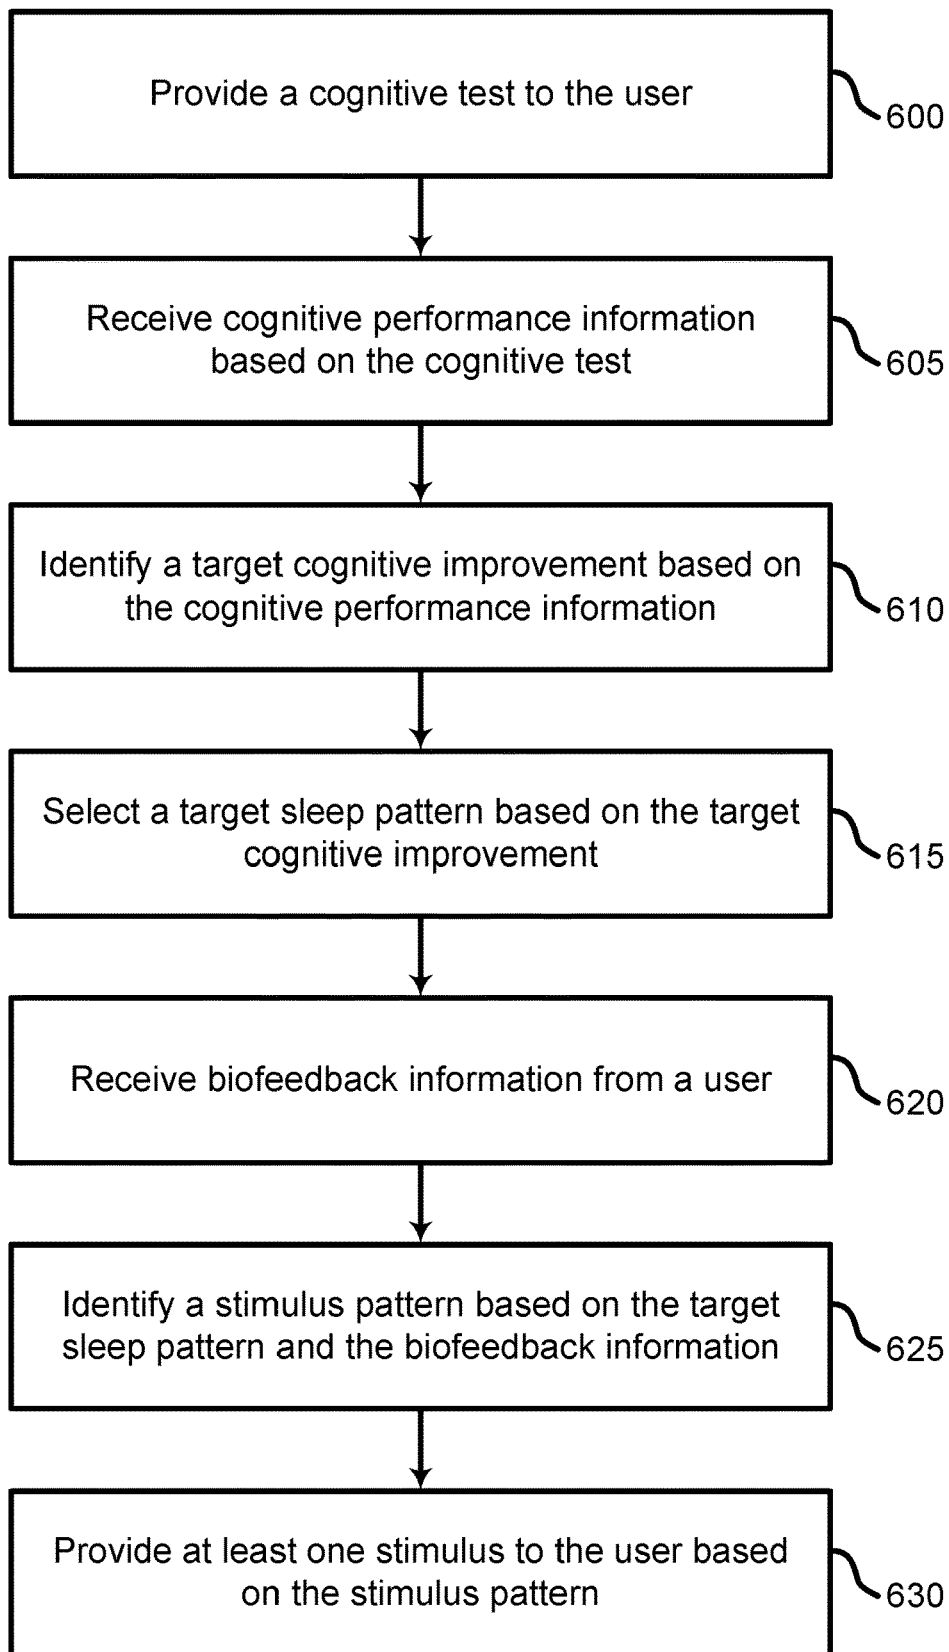 Provide a cognitive test to the user
600
Receive cognitive performance information
based on the cognitive test
605
Identify a target cognitive improvement based on
the cognitive performance information
610
Select a target sleep pattern based on the target
cognitive improvement
615
Receive biofeedback information from a user
620
Identify a stimulus pattern based on the target
sleep pattern and the biofeedback information
625
Provide at least one stimulus to the user based
on the stimulus pattern
630